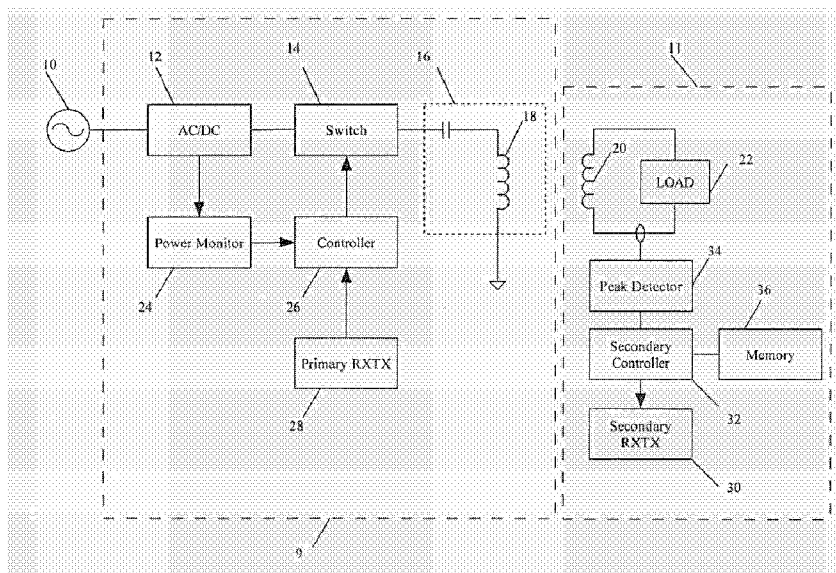 10
12
14
16
11
AC/DC
Switch
18
20
LOAD
22
Power Monitor
Controller
24
26
Peak Detector
34
36
Primary RXTX
Secondary
Controller
Memory
28
32
Secondary
RXTX
30
9